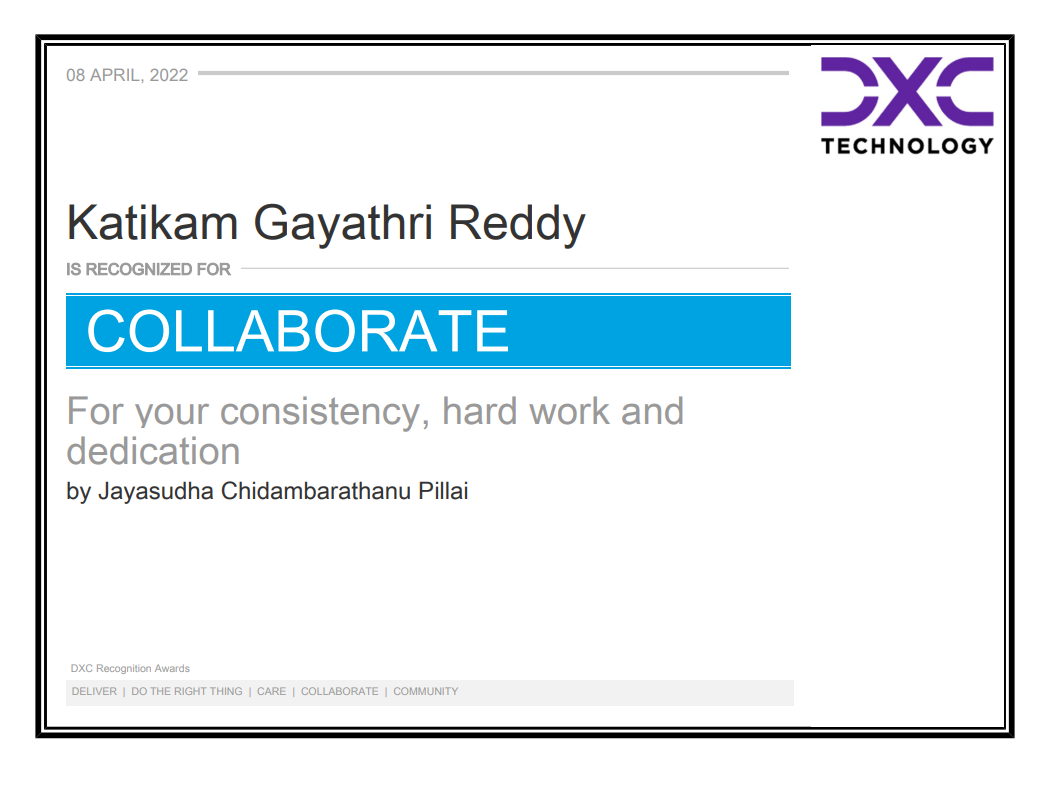 08 APRIL, 2022
DXC
TECHNOLOGY
Katikam Gayathri Reddy
IS RECOGNIZED FOR
COLLABORATE
For your consistency, hard work and
dedication
by Jayasudha Chidambarathanu Pillai
DXC Recognition Awards
DELIVER | DO THE RIGHT THING | CARE | COLLABORATE | COMMUNITY